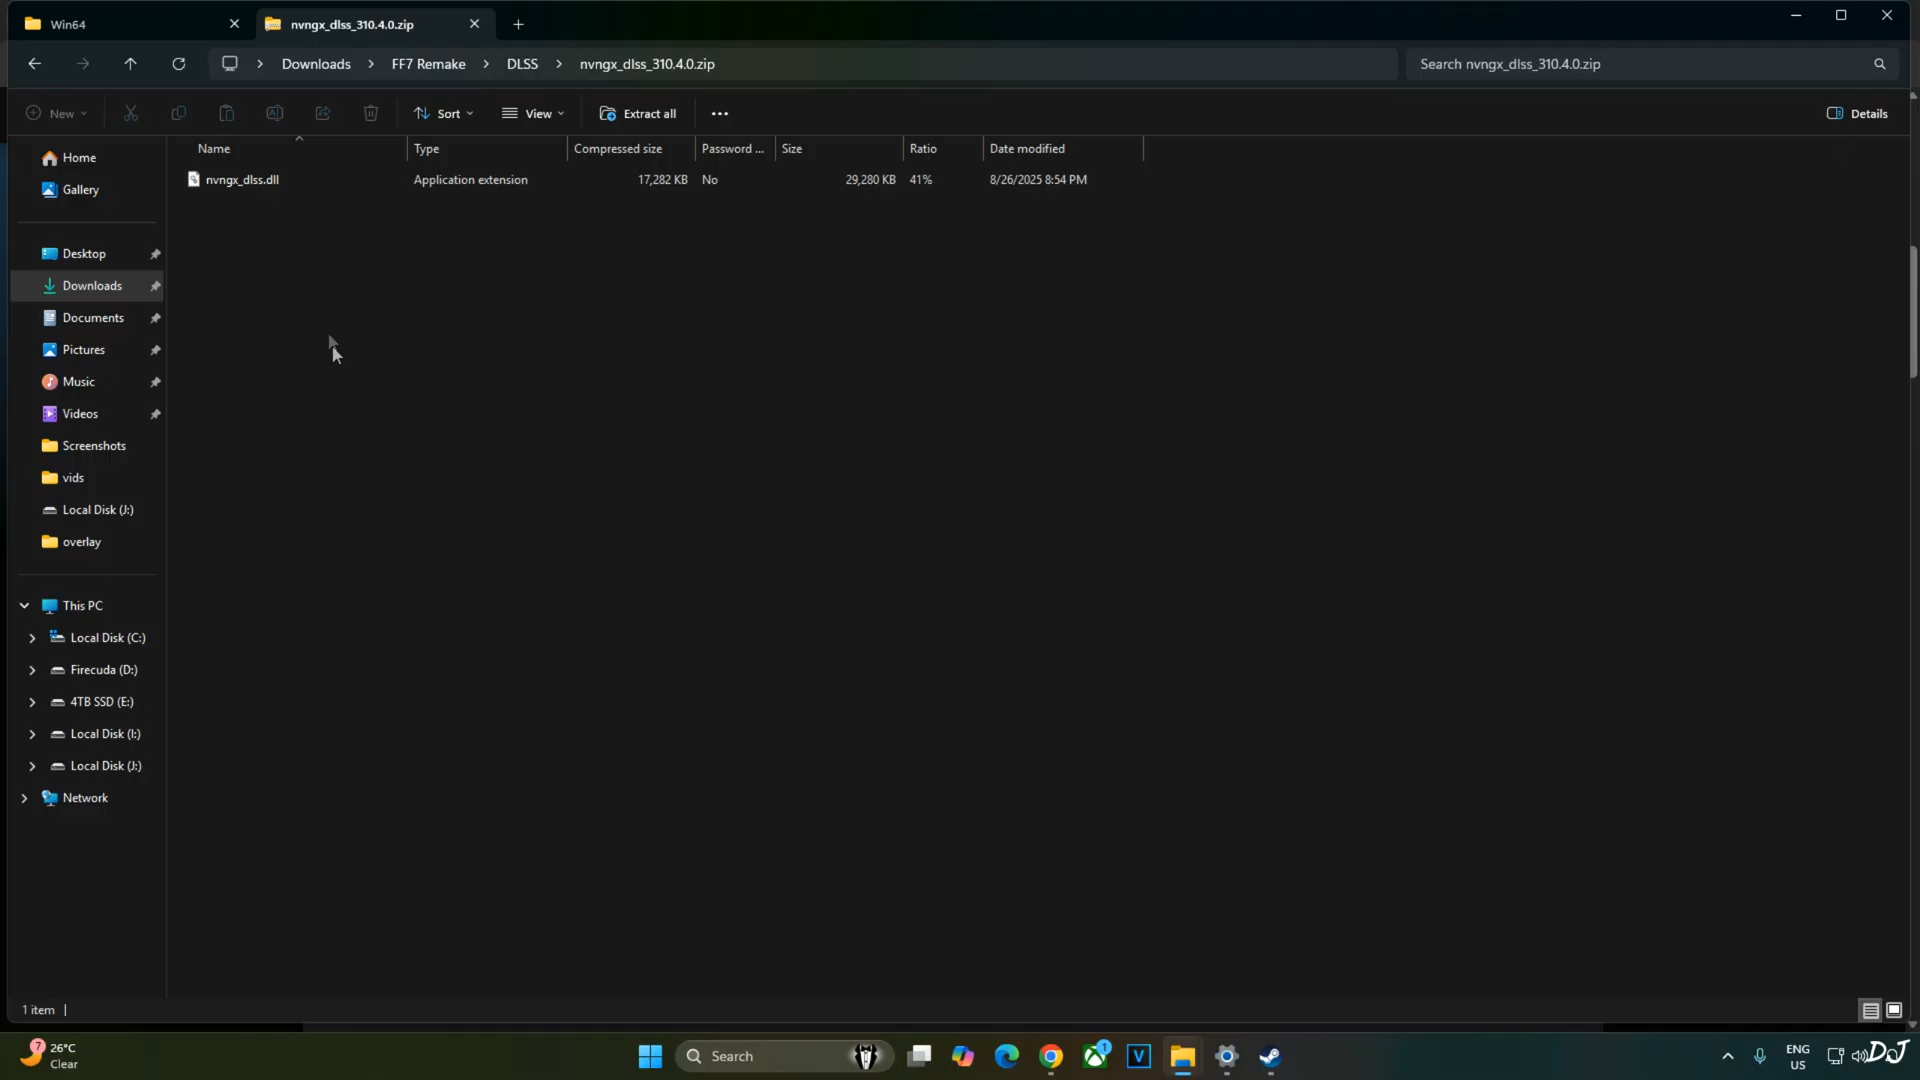 Win64
nvngx_dlss_310.4.0.zip
Downloads
FF7 Remake
DLSS
nvngx_dlss_310.4.0.zip
Search nvngx_dlss_310.4.0.zip
New
Sort
View
Extract all
Details
Name Type Compressed size Password ... Size Ratio Date modified
nvngx_dlss.dll Application extension 17,282 KB No 29,280 KB 41% 8/26/2025 8:54 PM
Home
Gallery
Desktop
Downloads
Documents
Pictures
Music
Videos
Screenshots
vids
Local Disk (J:)
overlay
This PC
Local Disk (C:)
Firecuda (D:)
4TB SSD (E:)
Local Disk (I:)
Local Disk (J:)
Network
1 item
7
26°C
Clear
Search
1
V
ENG
US
DJ